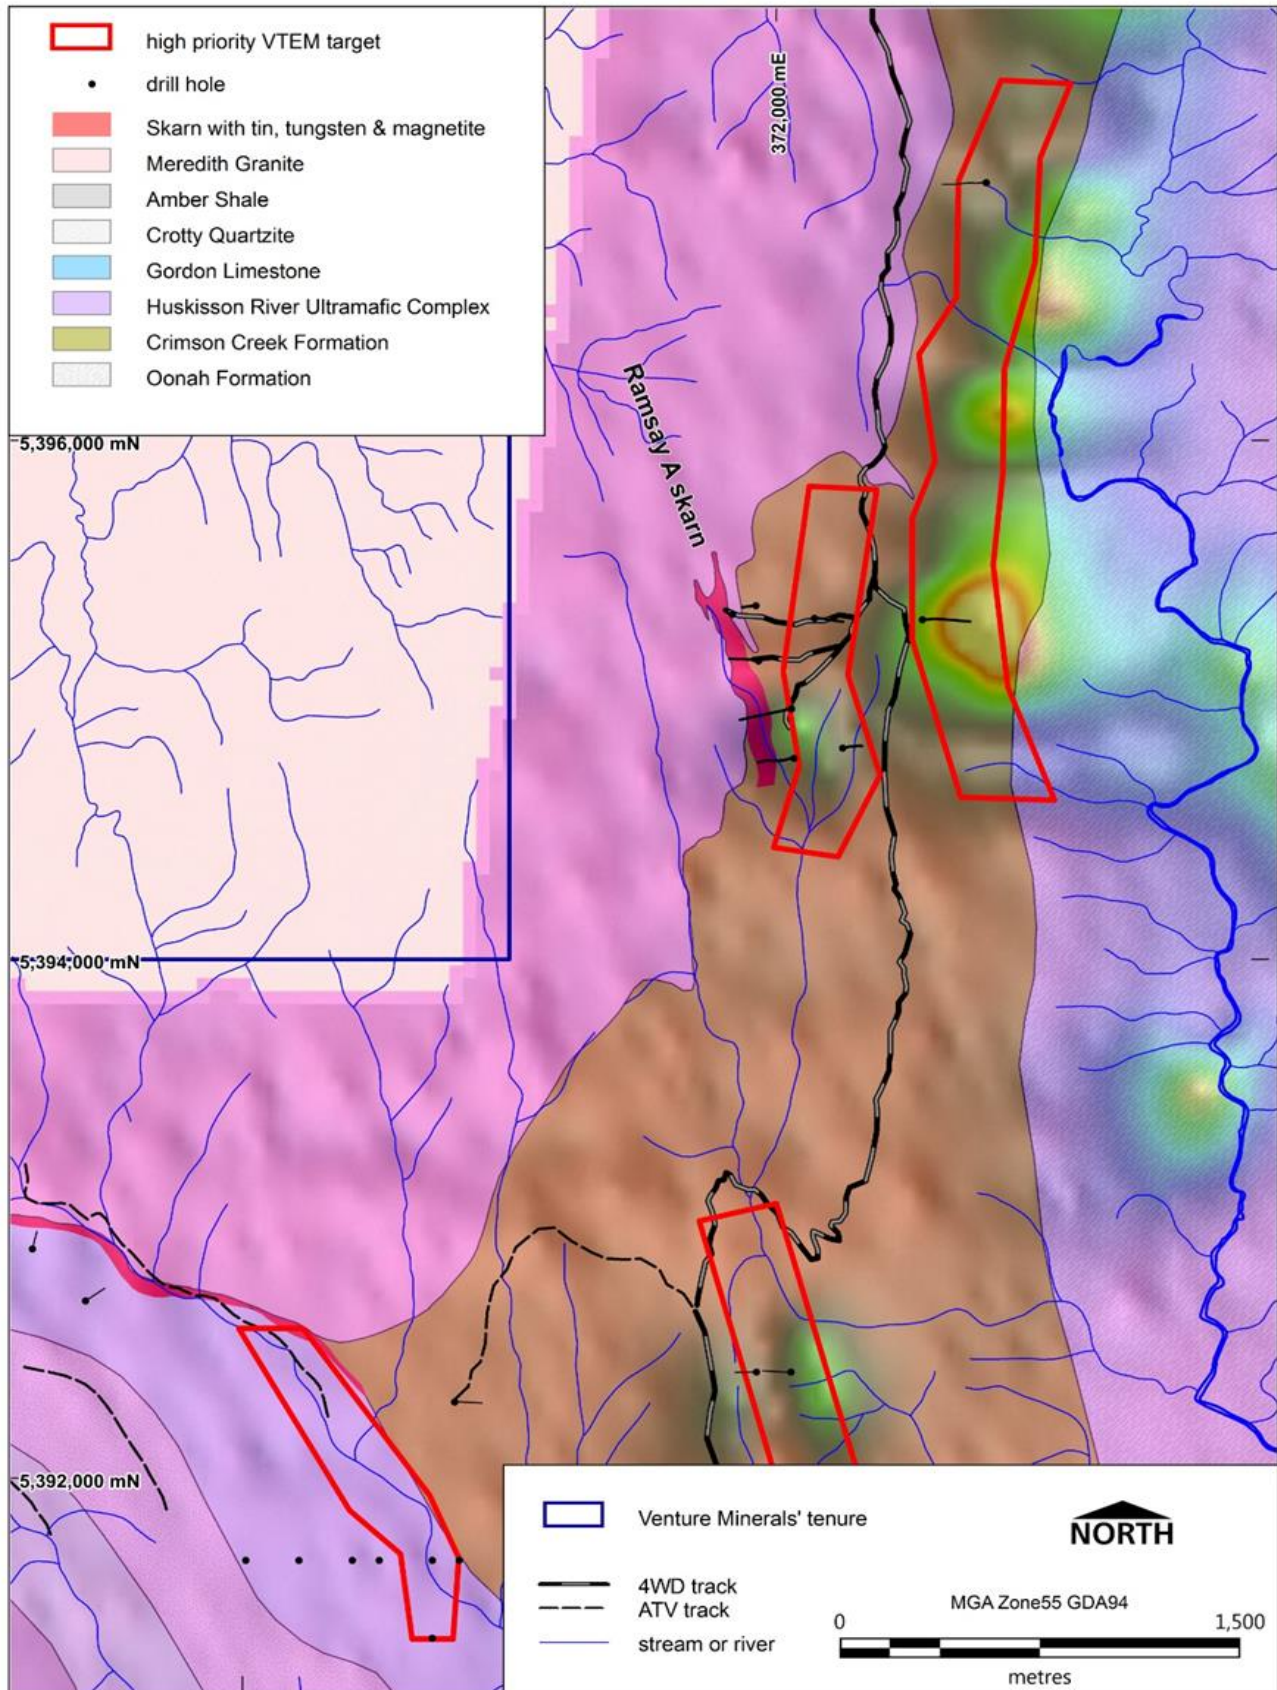 high priority VTEM target
drill hole
Skarn with tin, tungsten & magnetite
Meredith Granite
Amber Shale
Crotty Quartzite
Gordon Limestone
Huskisson River Ultramafic Complex
Crimson Creek Formation
Oonah Formation
372,000 mE
5,396,000 mN
Ramsay A skarn
5,394,000 mN
5,392,000 mN
Venture Minerals' tenure
NORTH
4WD track
ATV track
stream or river
MGA Zone55 GDA94
0 1,500
metres